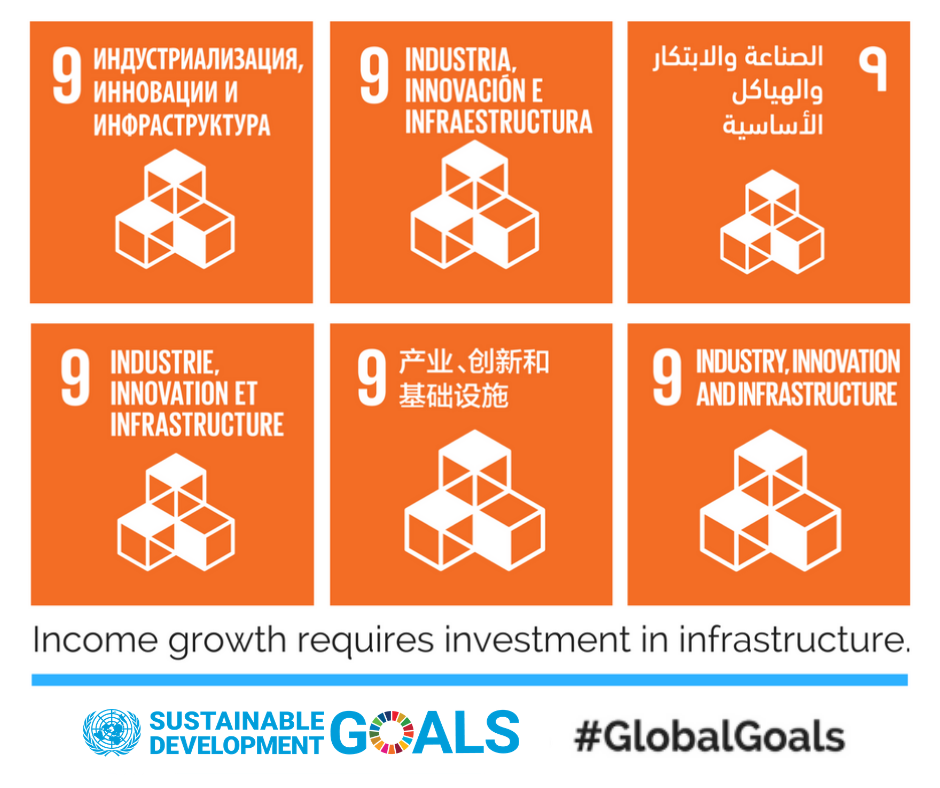 9
ИНДУСТРИАЛИЗАЦИЯ,
ИННОВАЦИИ И
ИНФРАСТРУКТУРА
9
INDUSTRIA,
INNOVACIÓN E
INFRAESTRUCTURA
٩
الصناعة والابتكار
والهياكل
الأساسية
9
INDUSTRIE,
INNOVATION ET
INFRASTRUCTURE
9
产业、创新和
基础设施
9
INDUSTRY, INNOVATION
AND INFRASTRUCTURE
Income growth requires investment in infrastructure.
SUSTAINABLE
DEVELOPMENT
GOALS
#GlobalGoals